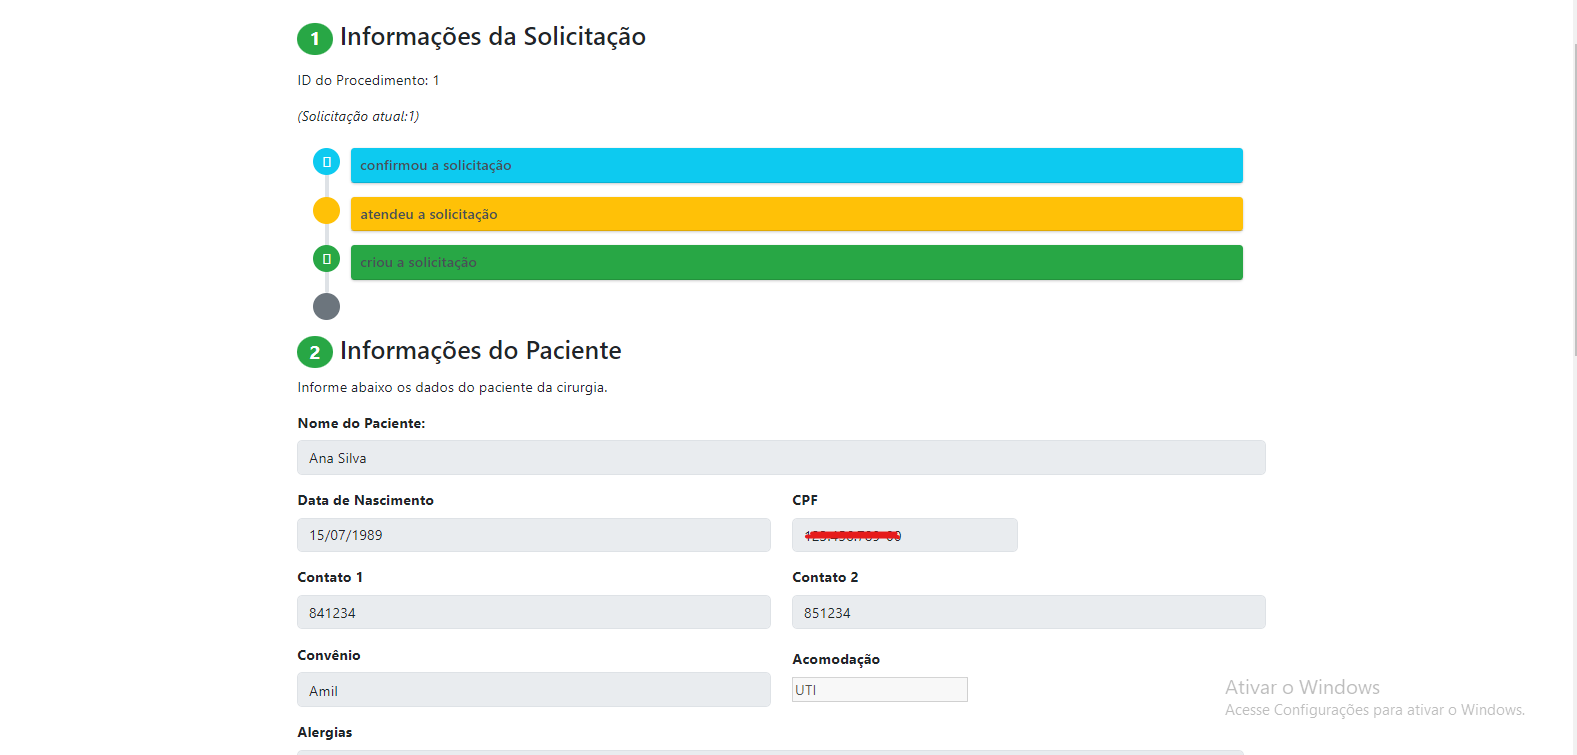 1 Informações da Solicitação
ID do Procedimento: 1
(Solicitação atual:1)
confirmou a solicitação
atendeu a solicitação
criou a solicitação
2 Informações do Paciente
Informe abaixo os dados do paciente da cirurgia.
Nome do Paciente:
Ana Silva
Data de Nascimento CPF
15/07/1989
Contato 1 Contato 2
841234 851234
Convênio Acomodação
Amil UTI
Ativar o Windows
Acesse Configurações para ativar o Windows.
Alergias